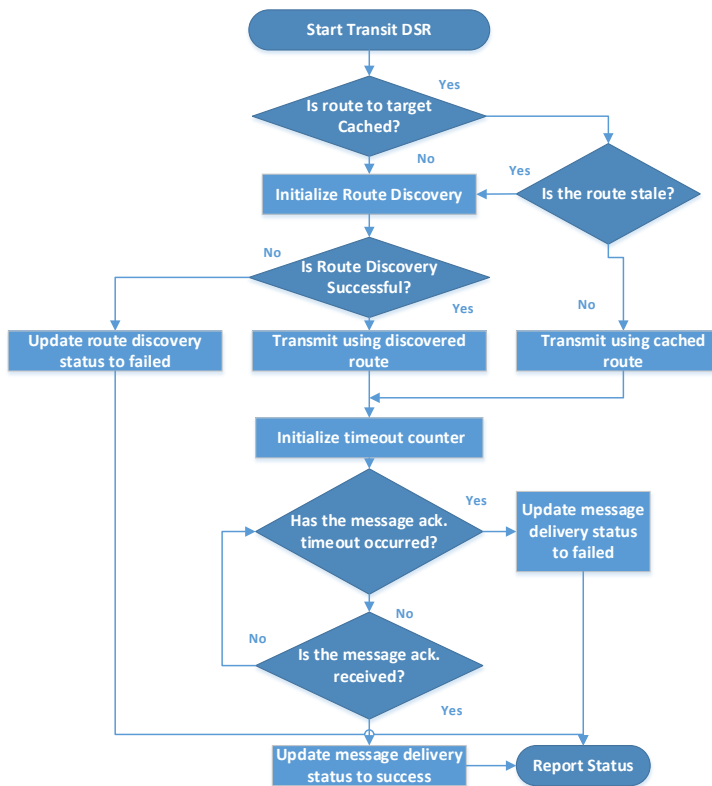 Start Transit DSR
Yes
Is route to target
Cached?
No
Yes
Initialize Route Discovery
Is the route stale?
No
Is Route Discovery
Successful?
Yes
No
Update route discovery
status to failed
Transmit using discovered
route
Transmit using cached
route
Initialize timeout counter
Yes
Has the message ack.
timeout occurred?
Update message
delivery status
to failed
No
No
Is the message ack.
received?
Yes
Update message delivery
status to success
Report Status